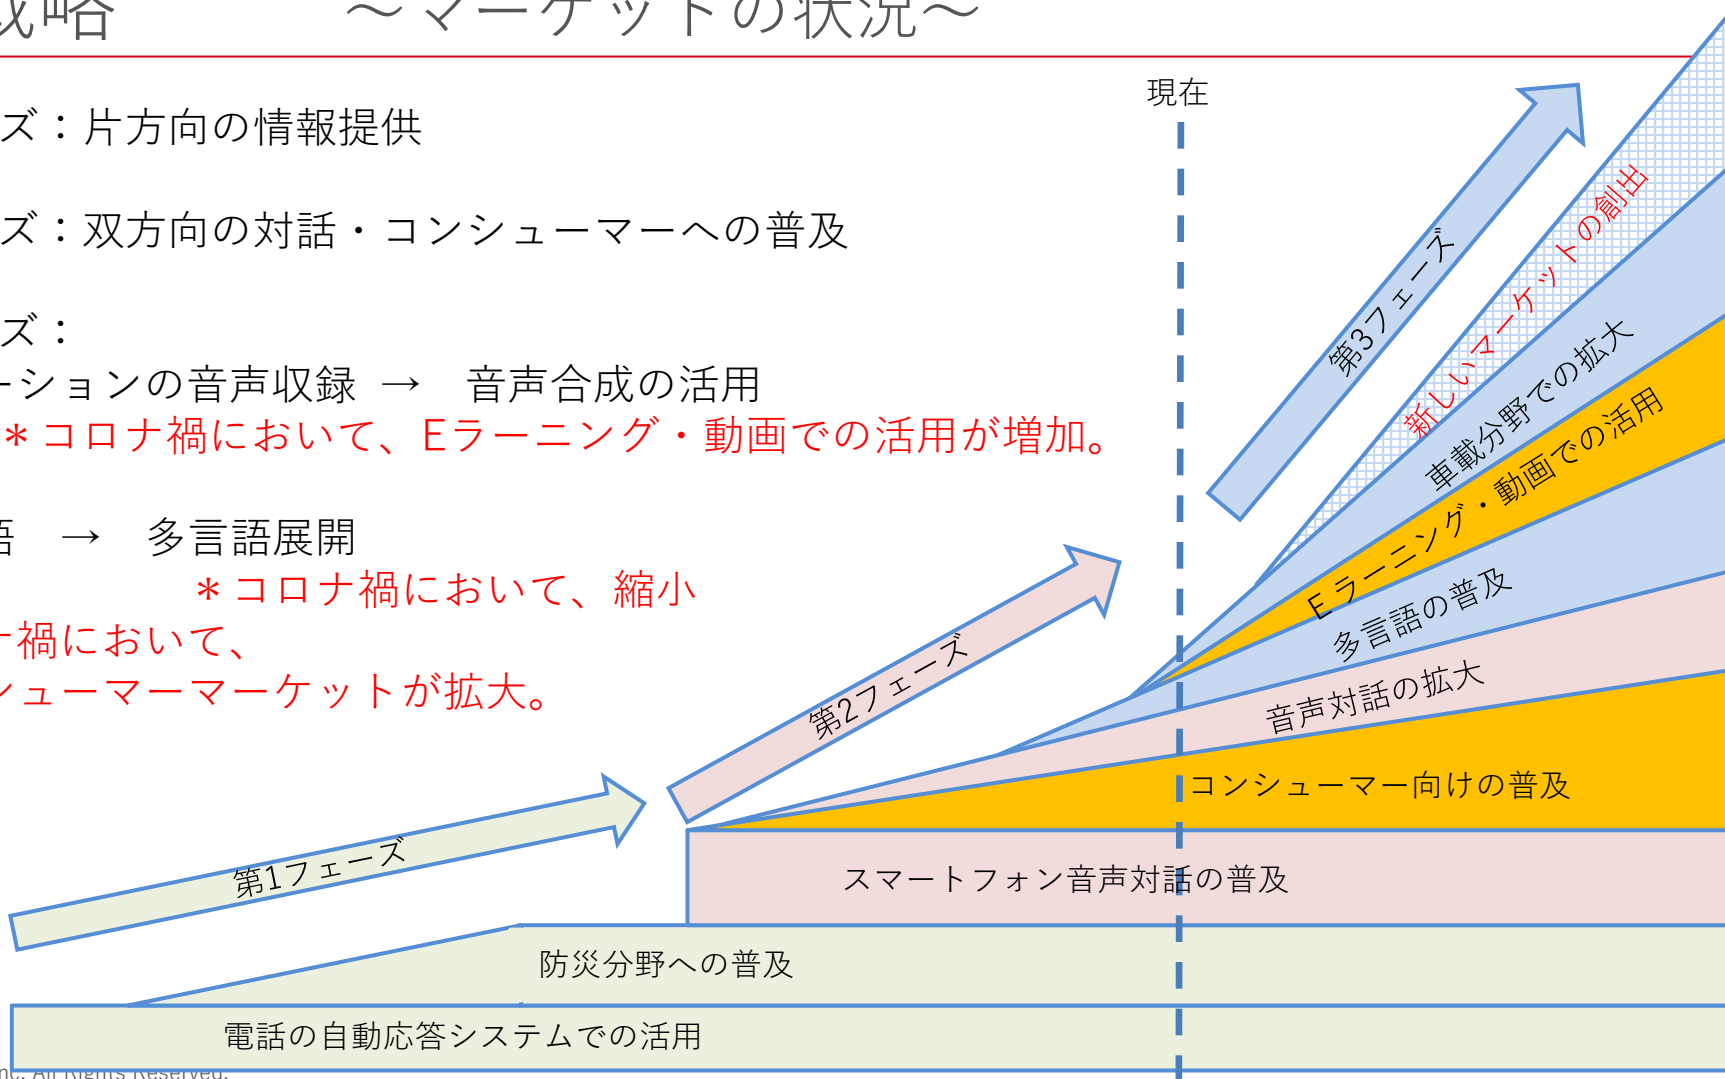 戦略　　　～マーケットの状況～
現在
ズ：片方向の情報提供
ズ：双方向の対話・コンシューマーへの普及
ズ：
ーションの音声収録 → 音声合成の活用
＊コロナ禍において、Eラーニング・動画での活用が増加。
語 → 多言語展開
＊コロナ禍において、縮小
ナ禍において、
シューマーマーケットが拡大。
第1フェーズ
第2フェーズ
第3フェーズ
新しいマーケットの創出
車載分野での拡大
Eラーニング・動画での活用
多言語の普及
音声対話の拡大
コンシューマー向けの普及
スマートフォン音声対話の普及
防災分野への普及
電話の自動応答システムでの活用
nc. All Rights Reserved.